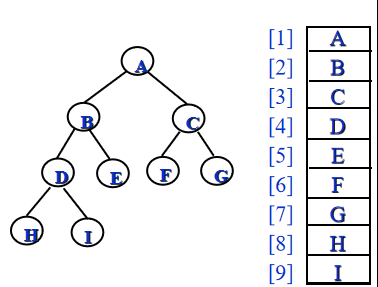 A
B
C
D
E
F
G
H
I
[1] A
[2] B
[3] C
[4] D
[5] E
[6] F
[7] G
[8] H
[9] I